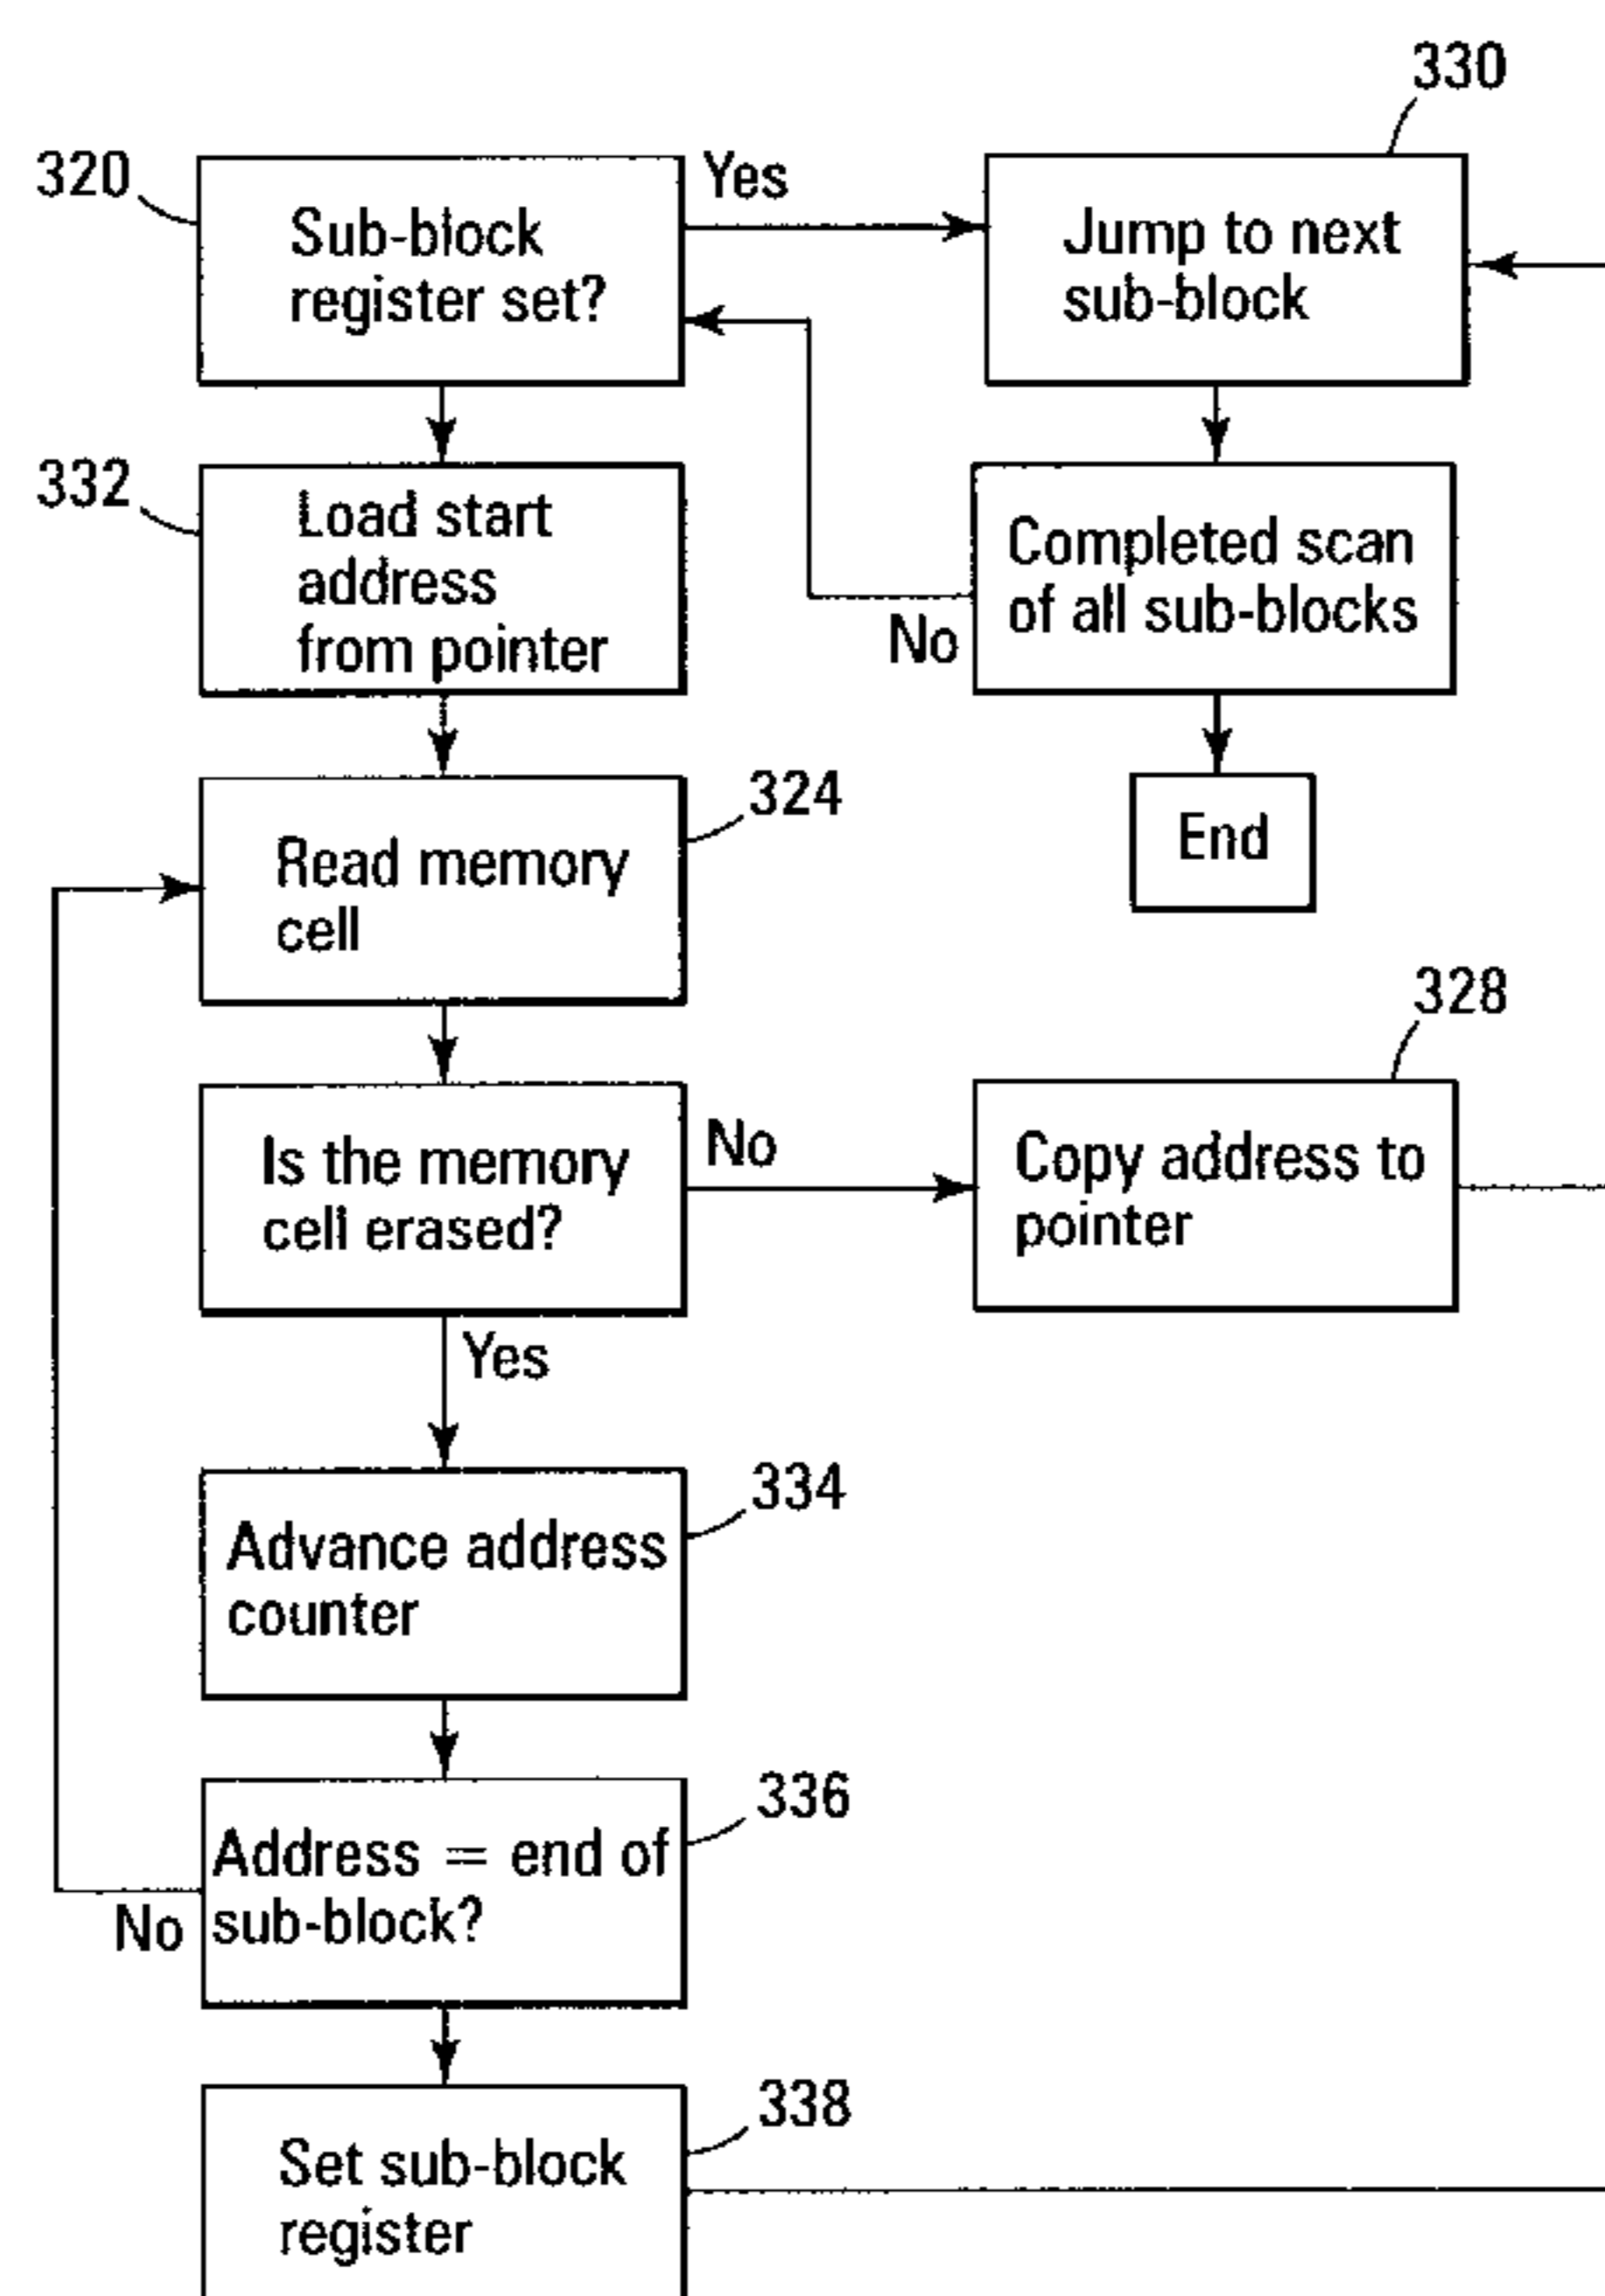 330
320
Yes
Sub-block
register set?
Jump to next
sub-block
332
Load start
address
from pointer
Completed scan
of all sub-blocks
No
324
Read memory
cell
End
328
Is the memory
cell erased?
No
Copy address to
pointer
Yes
334
Advance address
counter
336
Address = end of
sub-block?
No
338
Set sub-block
register